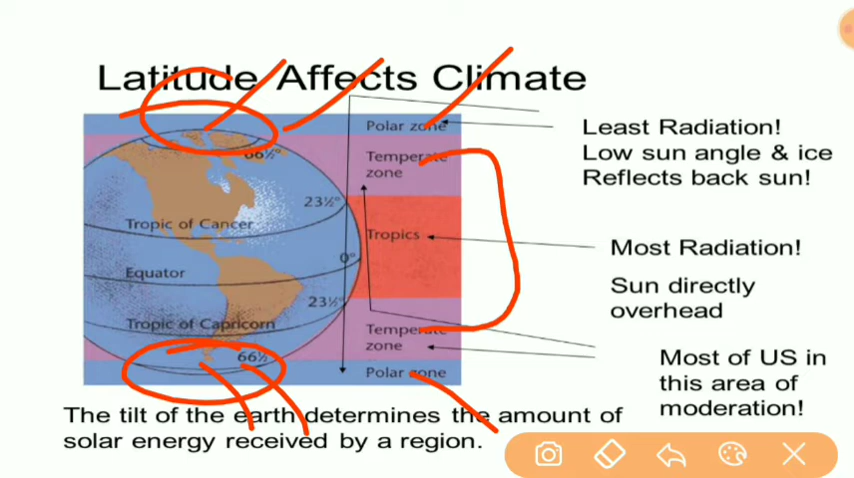 Latitude Affects Climate
Polar zone
Least Radiation!
Low sun angle & ice
Reflects back sun!
66½°
Temperate
zone
23½°
Tropic of Cancer
Tropics
Most Radiation!
0°
Equator
Sun directly
overhead
23½°
Tropic of Capricorn
Temperate
zone
66½
Most of US in
this area of
moderation!
Polar zone
The tilt of the earth determines the amount of
solar energy received by a region.